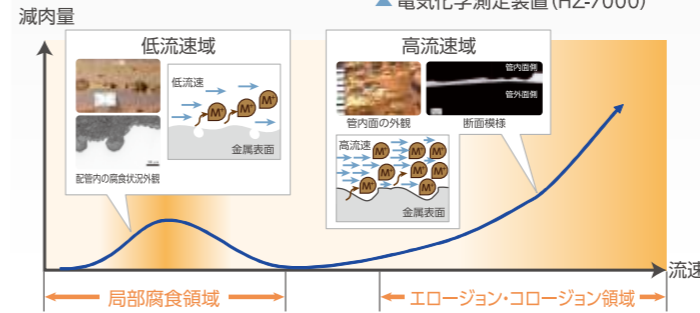 ▲ 電気化学測定装置(HZ-7000)
減肉量
低流速域
低流速
M⁺ M⁺ M⁺
金属表面
配管内の腐食状況外観
高流速域
管内面側
管外面側
管内面の外観
断面模様
高流速
M⁺ M⁺ M⁺ M⁺ M⁺ M⁺ M⁺
金属表面
流速
局部腐食領域
エロージョン・コロージョン領域